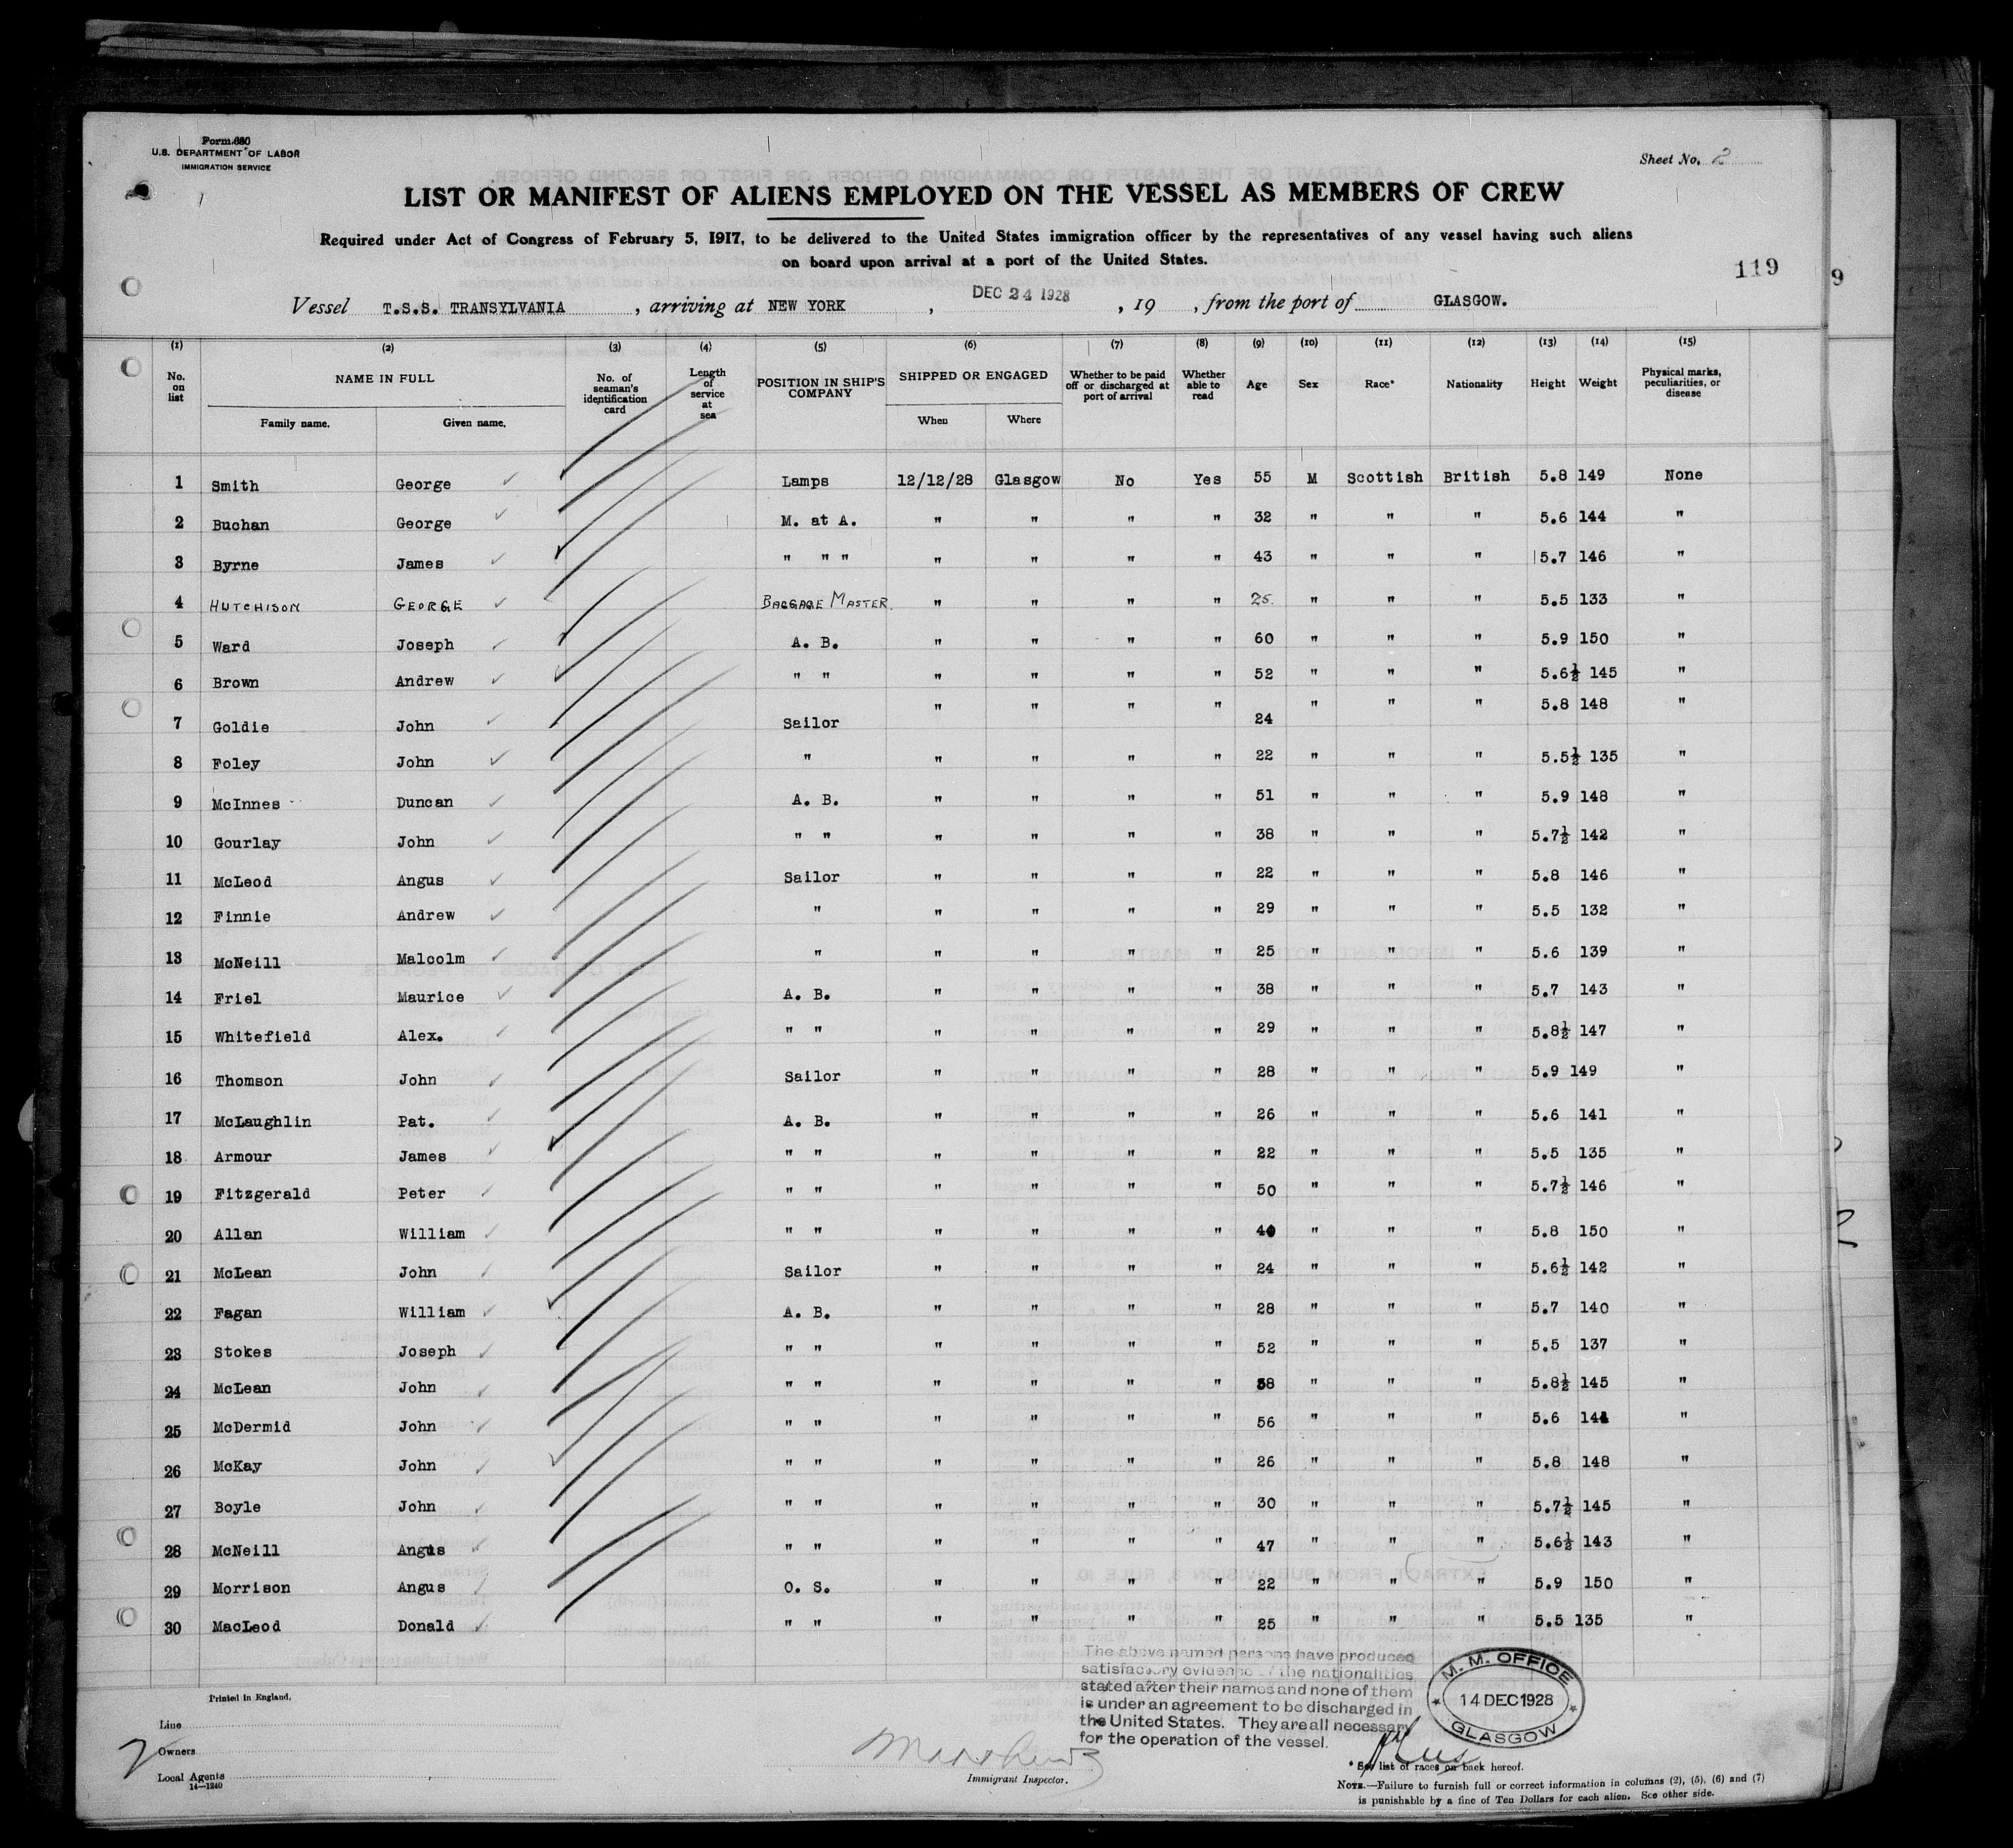 Form 680
U.S. DEPARTMENT OF LABOR
IMMIGRATION SERVICE
Sheet No. 2
LIST OR MANIFEST OF ALIENS EMPLOYED ON THE VESSEL AS MEMBERS OF CREW
Required under Act of Congress of February 5, 1917, to be delivered to the United States immigration officer by the representatives of any vessel having such aliens
on board upon arrival at a port of the United States.
119
9
Vessel T.S.S. TRANSYLVANIA, arriving at NEW YORK, DEC 24 1928, 19 , from the port of GLASGOW.
(1) (2) (3) (4) (5) (6) (7) (8) (9) (10) (11) (12) (13) (14) (15)
No. on list NAME IN FULL Family name. Given name. No. of seaman's identification card Length of service at sea POSITION IN SHIP'S COMPANY SHIPPED OR ENGAGED When Where Whether to be paid off or discharged at port of arrival Whether able to read Age Sex Race* Nationality Height Weight Physical marks, peculiarities, or disease
1 Smith George Lamps 12/12/28 Glasgow No Yes 55 M Scottish British 5.8 149 None
2 Buchan George M. at A. " " " " 32 " " " 5.6 144 "
3 Byrne James " " " " " " " 43 " " " 5.7 146 "
4 HUTCHISON GEORGE BAGGAGE MASTER " " " " 25 " " " 5.5 133 "
5 Ward Joseph A. B. " " " " 60 " " " 5.9 150 "
6 Brown Andrew " " " " " " 52 " " " 5.6½ 145 "
7 Goldie John Sailor " " " " 24 " " " 5.8 148 "
8 Foley John " " " " " 22 " " " 5.5½ 135 "
9 McInnes Duncan A. B. " " " " 51 " " " 5.9 148 "
10 Gourlay John " " " " " " 38 " " " 5.7½ 142 "
11 McLeod Angus Sailor " " " " 22 " " " 5.8 146 "
12 Finnie Andrew " " " " " 29 " " " 5.5 132 "
13 McNeill Malcolm " " " " " 25 " " " 5.6 139 "
14 Friel Maurice A. B. " " " " 38 " " " 5.7 143 "
15 Whitefield Alex. " " " " " " 29 " " " 5.8½ 147 "
16 Thomson John Sailor " " " " 28 " " " 5.9 149 "
17 McLaughlin Pat. A. B. " " " " 26 " " " 5.6 141 "
18 Armour James " " " " " " 22 " " " 5.5 135 "
19 Fitzgerald Peter " " " " " " 50 " " " 5.7½ 146 "
20 Allan William " " " " " " 40 " " " 5.8 150 "
21 McLean John Sailor " " " " 24 " " " 5.6½ 142 "
22 Fagan William A. B. " " " " 28 " " " 5.7 140 "
23 Stokes Joseph " " " " " " 52 " " " 5.5 137 "
24 McLean John " " " " " " 38 " " " 5.8½ 145 "
25 McDermid John " " " " " " 56 " " " 5.6 144 "
26 McKay John " " " " " " 26 " " " 5.8 148 "
27 Boyle John " " " " " " 30 " " " 5.7½ 145 "
28 McNeill Angus " " " " " " 47 " " " 5.6½ 143 "
29 Morrison Angus O. S. " " " " 22 " " " 5.9 150 "
30 MacLeod Donald " " " " " " 25 " " " 5.5 135 "
The above named persons have produced
satisfactory evidence of the nationalities
stated after their names and none of them
is under an agreement to be discharged in
the United States. They are all necessary
for the operation of the vessel.
M. M. OFFICE
14 DEC 1928
GLASGOW
Printed in England.
Line
Owners
Local Agents
14—1240
Immigrant Inspector.
* See list of races on back hereof.
NOTE.—Failure to furnish full or correct information in columns (2), (5), (6) and (7)
is punishable by a fine of Ten Dollars for each alien. See other side.